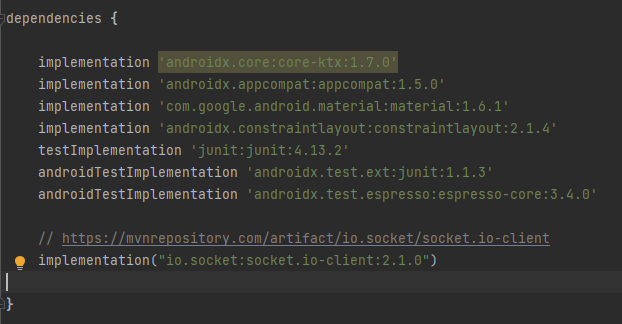 dependencies {
implementation 'androidx.core:core-ktx:1.7.0'
implementation 'androidx.appcompat:appcompat:1.5.0'
implementation 'com.google.android.material:material:1.6.1'
implementation 'androidx.constraintlayout:constraintlayout:2.1.4'
testImplementation 'junit:junit:4.13.2'
androidTestImplementation 'androidx.test.ext:junit:1.1.3'
androidTestImplementation 'androidx.test.espresso:espresso-core:3.4.0'
// https://mvnrepository.com/artifact/io.socket/socket.io-client
implementation("io.socket:socket.io-client:2.1.0")
}